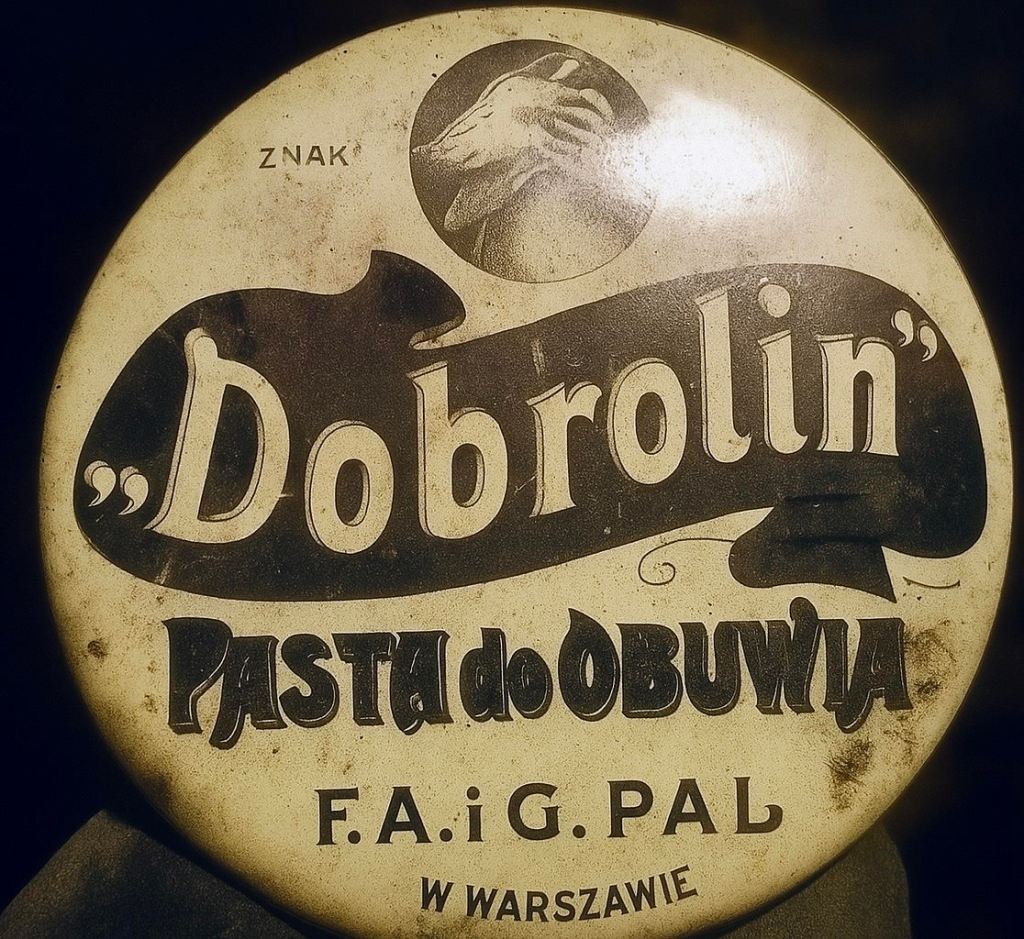 ZNAK
„Dobrolin”
PASTA do OBUWIA
F.A. i G. PAL
W WARSZAWIE